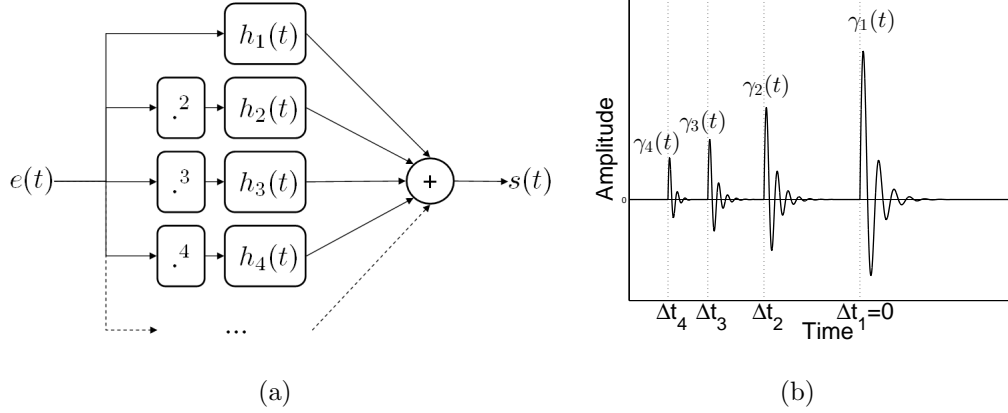 h₁(t)
.² h₂(t)
e(t) .³ h₃(t) + s(t)
.⁴ h₄(t)
...
(a)
γ₁(t)
γ₂(t)
γ₃(t)
γ₄(t)
Amplitude
0
Δt₄ Δt₃ Δt₂ Δt₁=0
Time
(b)